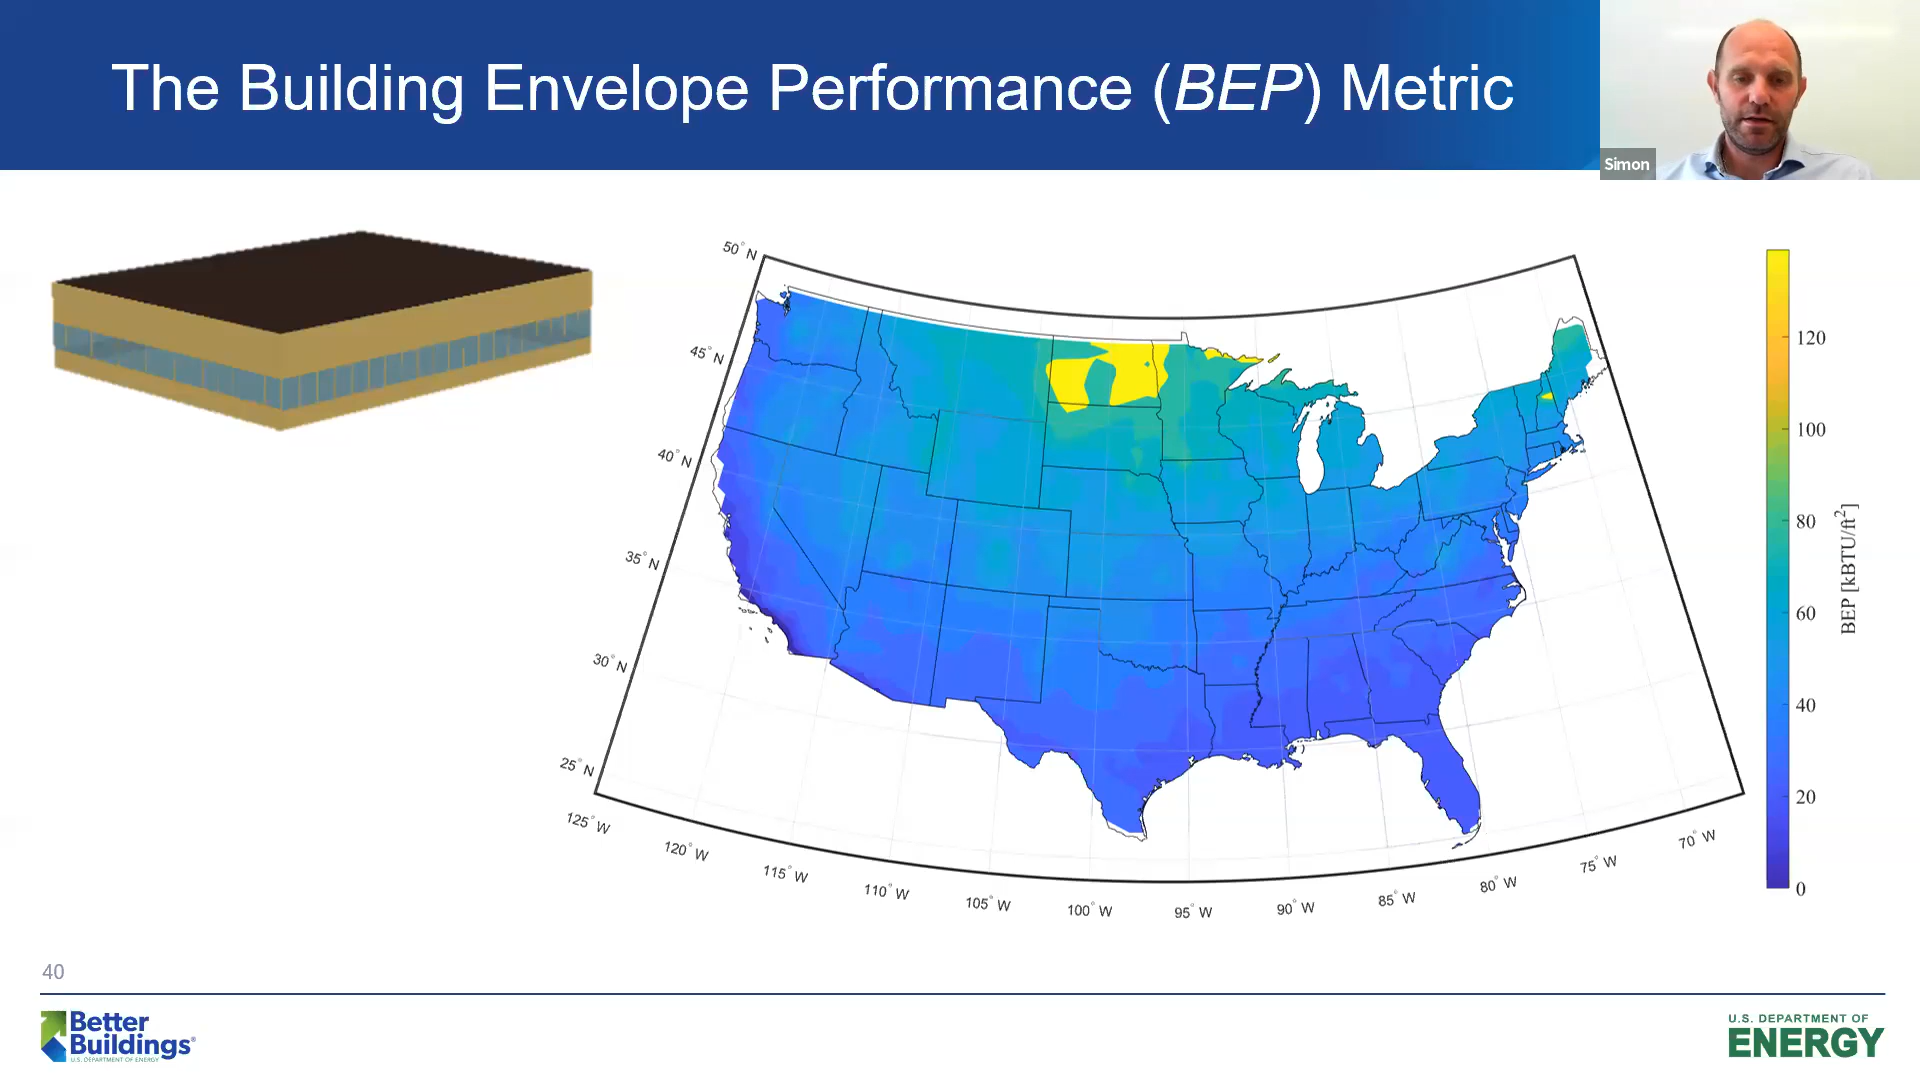 The Building Envelope Performance (BEP) Metric
Simon
50° N
45° N
40° N
35° N
30° N
25° N
125° W
120° W
115° W
110° W
105° W
100° W
95° W
90° W
85° W
80° W
75° W
70° W
120
100
80
60
40
20
0
BEP [kBTU/ft²]
40
Better
Buildings®
U.S. DEPARTMENT OF ENERGY
U.S. DEPARTMENT OF
ENERGY